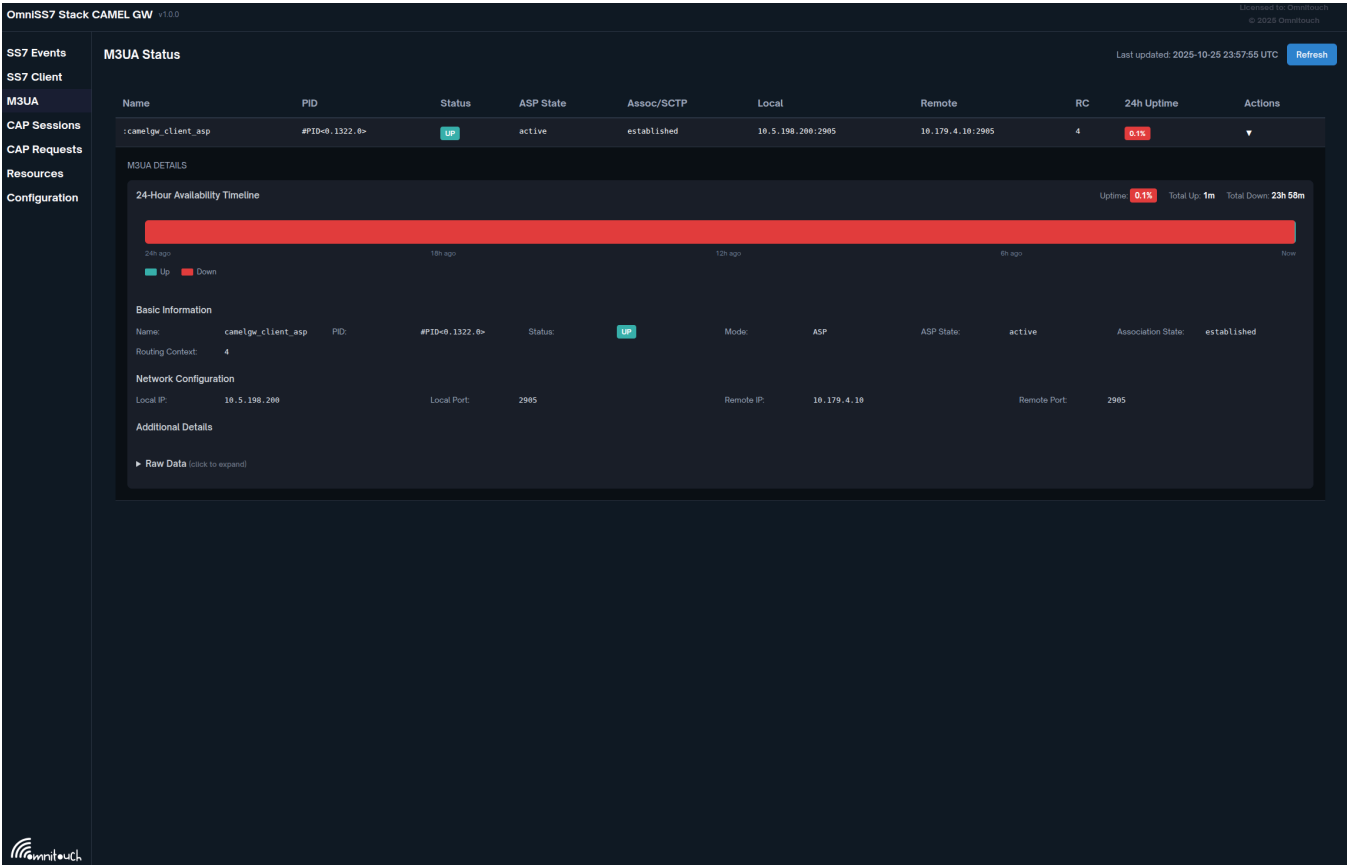 OmniSS7 Stack CAMEL GW v1.0.0
Licensed to: Omnitouch
© 2025 Omnitouch
SS7 Events
SS7 Client
M3UA
CAP Sessions
CAP Requests
Resources
Configuration
M3UA Status
Last updated: 2025-10-25 23:57:55 UTC Refresh
Name PID Status ASP State Assoc/SCTP Local Remote RC 24h Uptime Actions
:camelgw_client_asp #PID<0.1322.0> UP active established 10.5.198.200:2905 10.179.4.10:2905 4 0.1% ▼
M3UA DETAILS
24-Hour Availability Timeline Uptime: 0.1% Total Up: 1m Total Down: 23h 58m
24h ago 18h ago 12h ago 6h ago Now
Up Down
Basic Information
Name: camelgw_client_asp PID: #PID<0.1322.0> Status: UP Mode: ASP ASP State: active Association State: established
Routing Context: 4
Network Configuration
Local IP: 10.5.198.200 Local Port: 2905 Remote IP: 10.179.4.10 Remote Port: 2905
Additional Details
▶ Raw Data (click to expand)
omnitouch